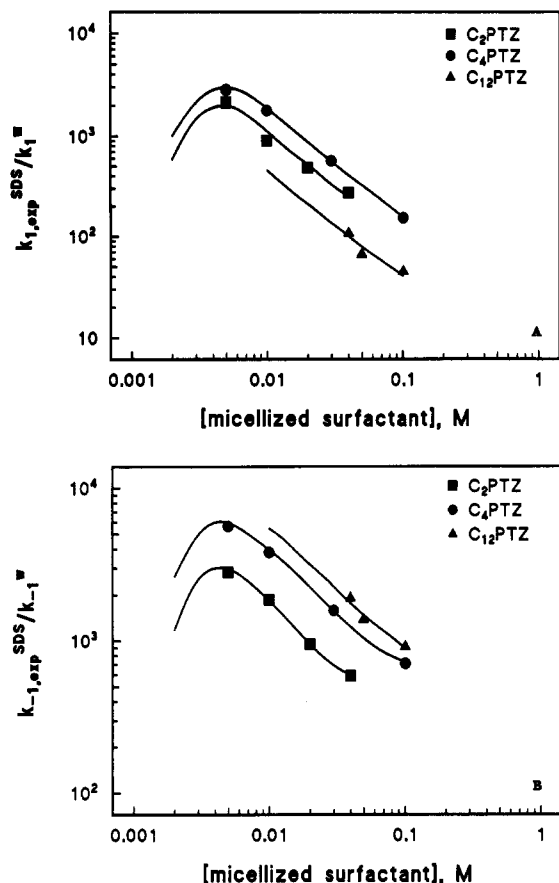 10⁴
10³
10²
10
k₁,ₑₓₚ^SDS/k₁^w
■ C₂PTZ
● C₄PTZ
▲ C₁₂PTZ
A
0.001 0.01 0.1 1
[micellized surfactant], M
10⁴
10³
10²
k₋₁,ₑₓₚ^SDS/k₋₁^w
■ C₂PTZ
● C₄PTZ
▲ C₁₂PTZ
B
0.001 0.01 0.1 1
[micellized surfactant], M